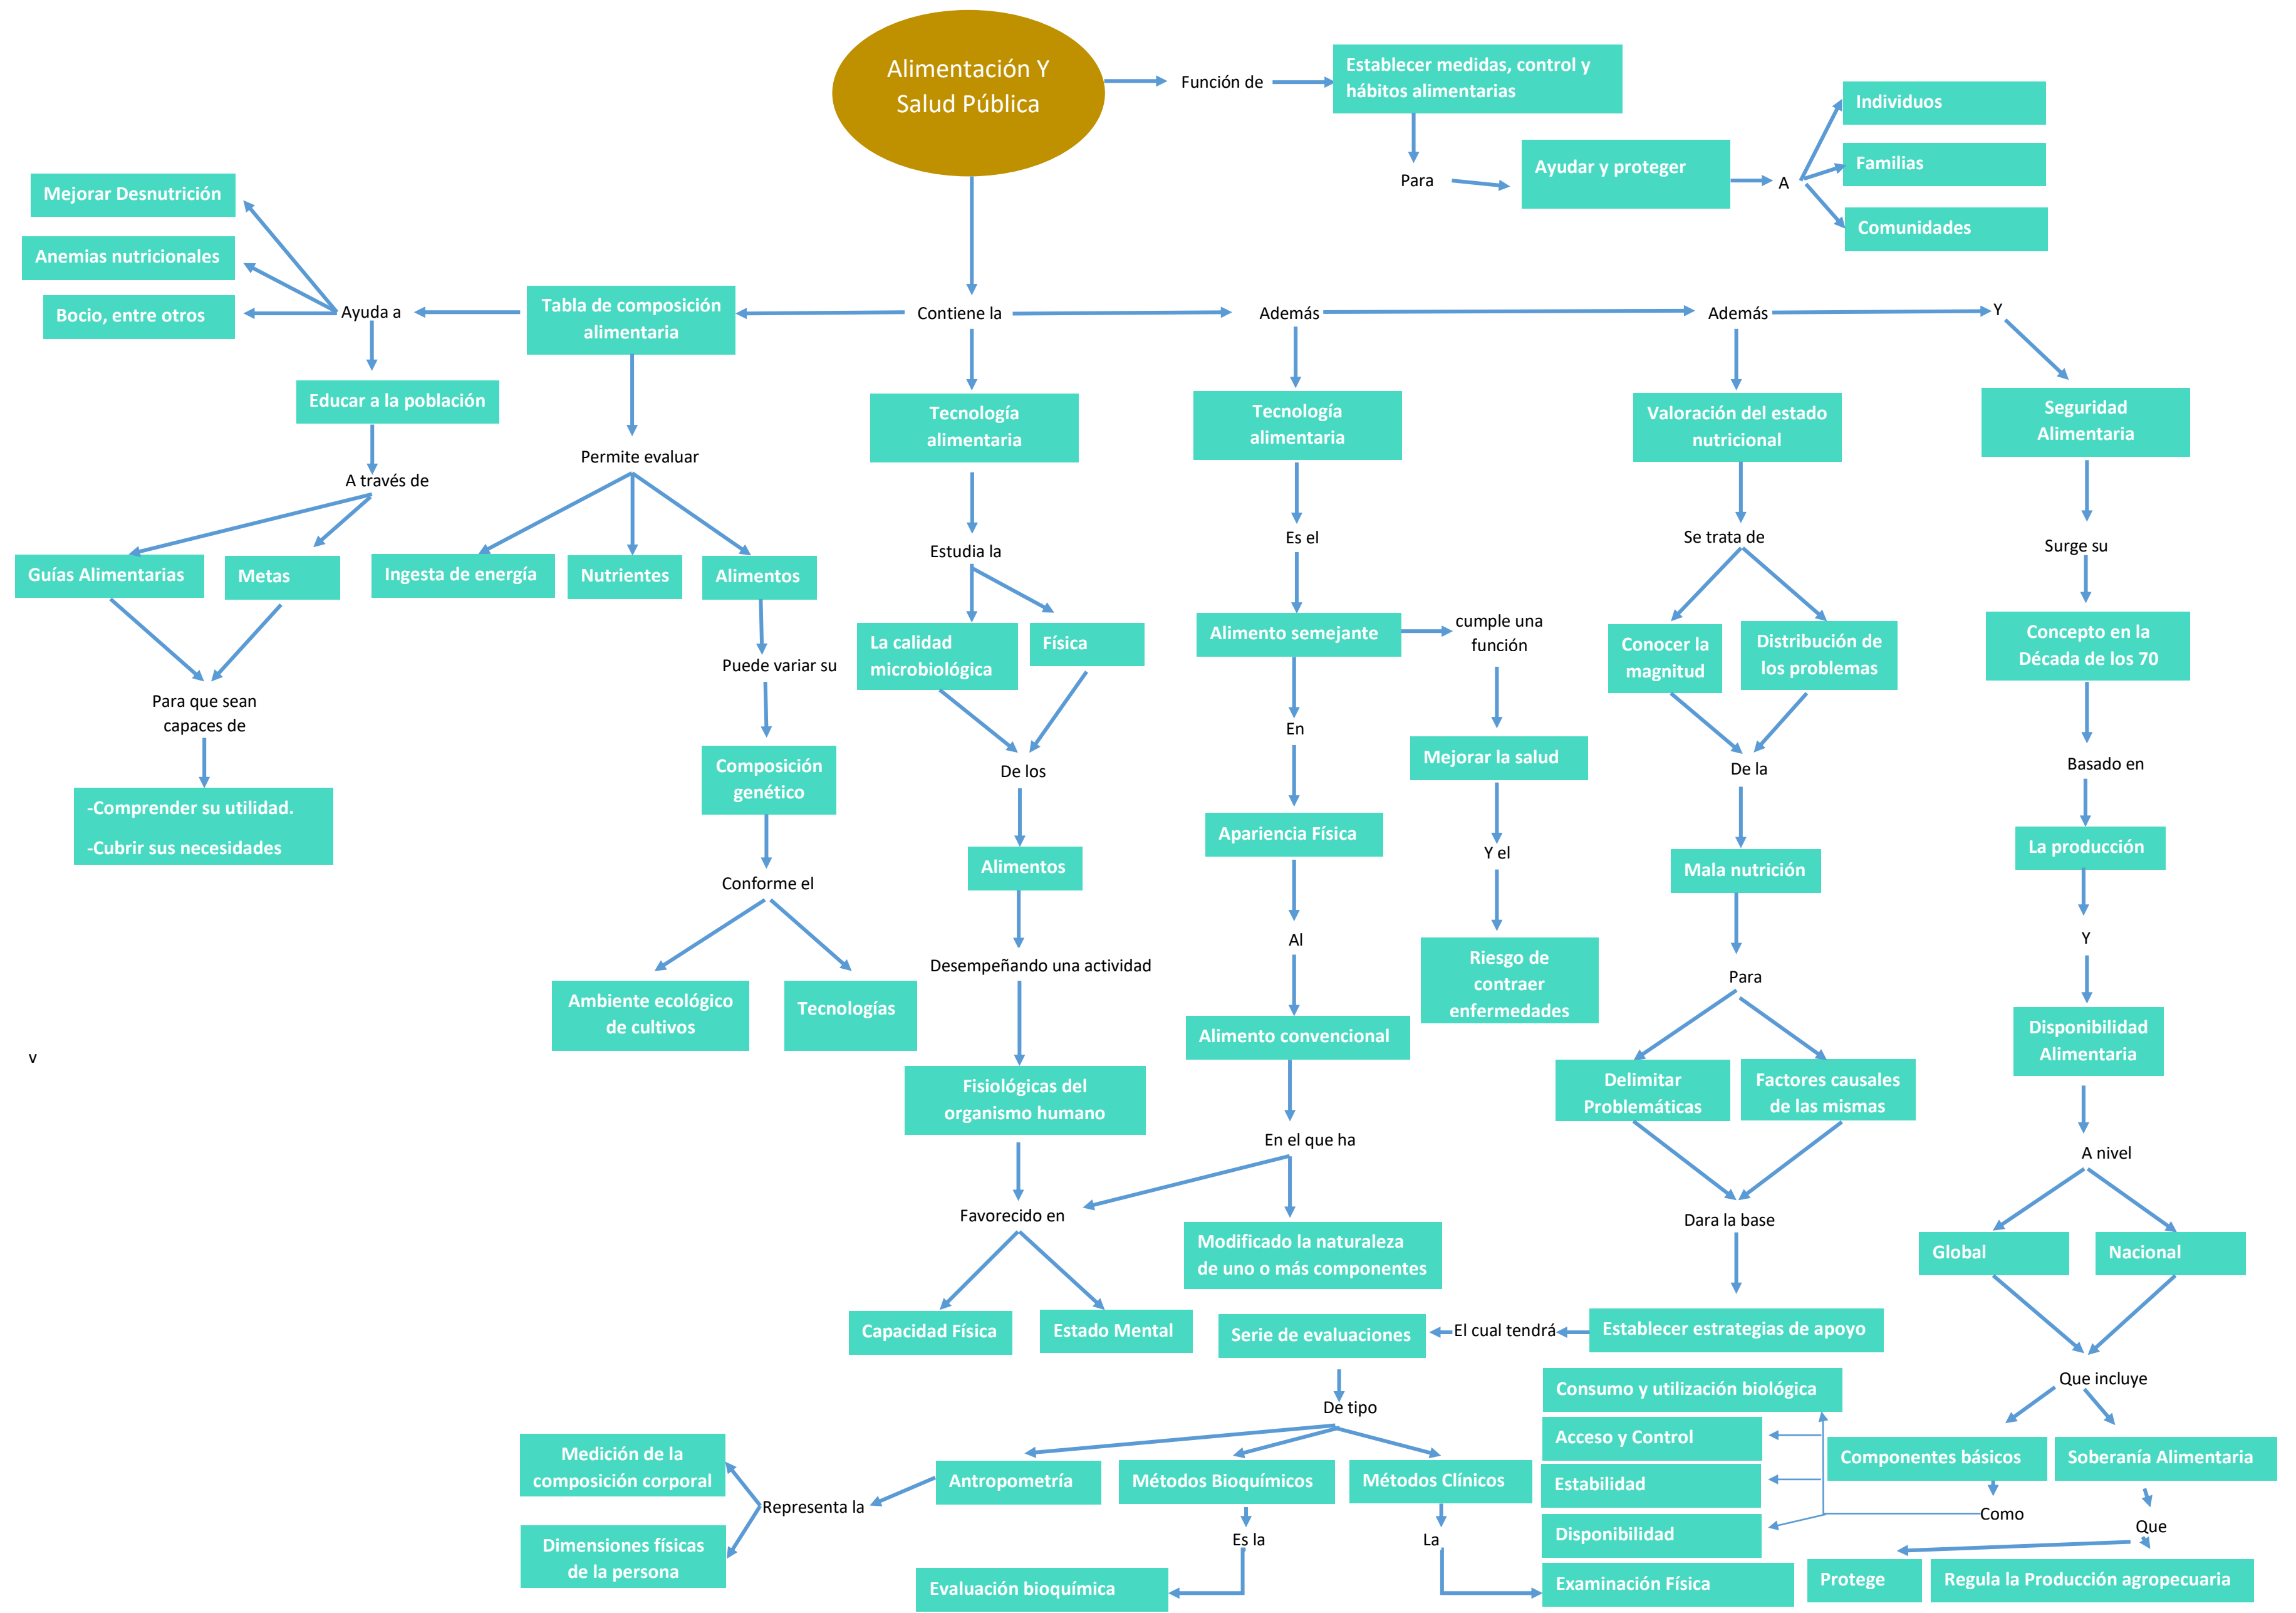 Alimentación Y
Salud Pública
Función de
Establecer medidas, control y
hábitos alimentarias
Para
Ayudar y proteger
A
Individuos
Familias
Comunidades
Mejorar Desnutrición
Anemias nutricionales
Bocio, entre otros
Ayuda a
Tabla de composición
alimentaria
Contiene la
Además
Además
Y
Educar a la población
A través de
Guías Alimentarias
Metas
Para que sean
capaces de
-Comprender su utilidad.
-Cubrir sus necesidades
Permite evaluar
Ingesta de energía
Nutrientes
Alimentos
Puede variar su
Composición
genético
Conforme el
Ambiente ecológico
de cultivos
Tecnologías
v
Tecnología
alimentaria
Estudia la
La calidad
microbiológica
Física
De los
Alimentos
Desempeñando una actividad
Fisiológicas del
organismo humano
Favorecido en
Capacidad Física
Estado Mental
Tecnología
alimentaria
Es el
Alimento semejante
cumple una
función
En
Mejorar la salud
Apariencia Física
Y el
Al
Riesgo de
contraer
enfermedades
Alimento convencional
En el que ha
Modificado la naturaleza
de uno o más componentes
Valoración del estado
nutricional
Se trata de
Conocer la
magnitud
Distribución de
los problemas
De la
Mala nutrición
Para
Delimitar
Problemáticas
Factores causales
de las mismas
Dara la base
Establecer estrategias de apoyo
El cual tendrá
Serie de evaluaciones
De tipo
Antropometría
Métodos Bioquímicos
Métodos Clínicos
Representa la
Medición de la
composición corporal
Dimensiones físicas
de la persona
Es la
Evaluación bioquímica
La
Examinación Física
Seguridad
Alimentaria
Surge su
Concepto en la
Década de los 70
Basado en
La producción
Y
Disponibilidad
Alimentaria
A nivel
Global
Nacional
Que incluye
Componentes básicos
Soberanía Alimentaria
Como
Consumo y utilización biológica
Acceso y Control
Estabilidad
Disponibilidad
Que
Protege
Regula la Producción agropecuaria